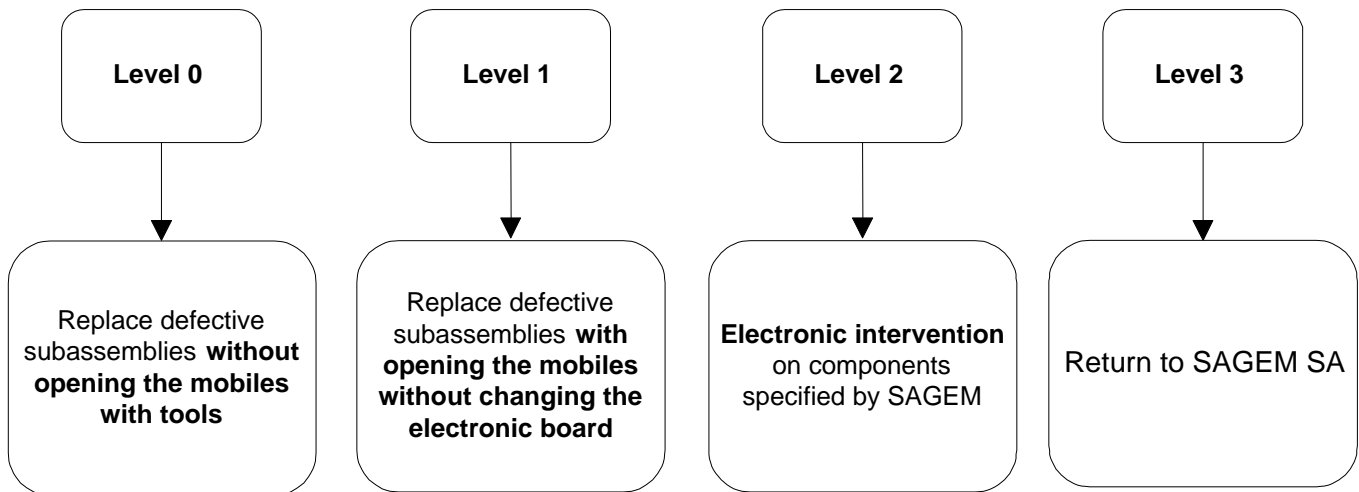 Level 0
Level 1
Level 2
Level 3
Replace defective
subassemblies without
opening the mobiles
with tools
Replace defective
subassemblies with
opening the mobiles
without changing the
electronic board
Electronic intervention
on components
specified by SAGEM
Return to SAGEM SA